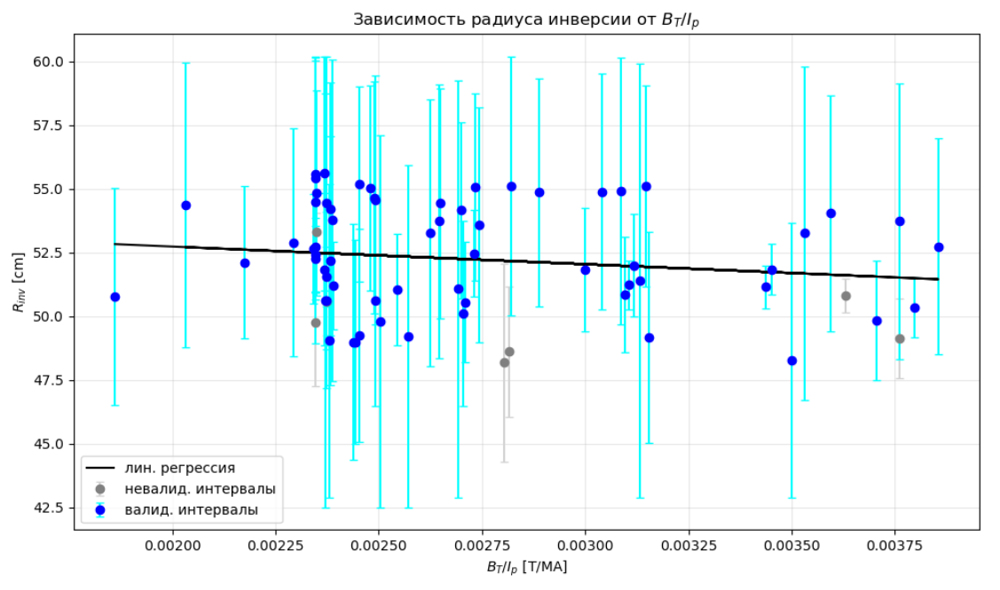 Зависимость радиуса инверсии от B_T/I_p
R_inv [cm]
60.0
57.5
55.0
52.5
50.0
47.5
45.0
42.5
лин. регрессия
невалид. интервалы
валид. интервалы
0.00200 0.00225 0.00250 0.00275 0.00300 0.00325 0.00350 0.00375
B_T/I_p [T/MA]